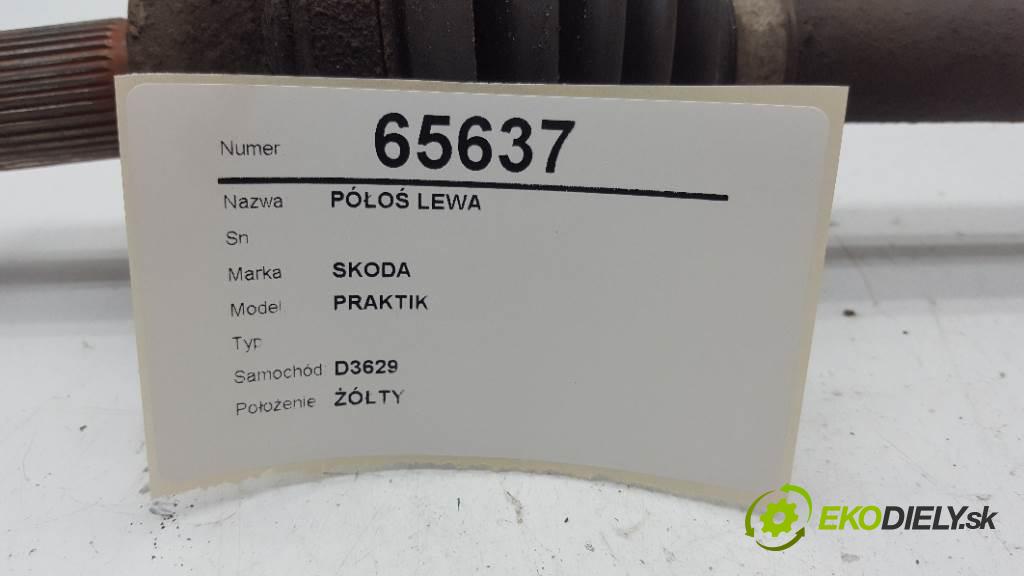 Numer 65637
Nazwa PÓŁOŚ LEWA
Sn
Marka SKODA
Model PRAKTIK
Typ
Samochód D3629
Położenie ŻÓŁTY
EKODIELY.sk